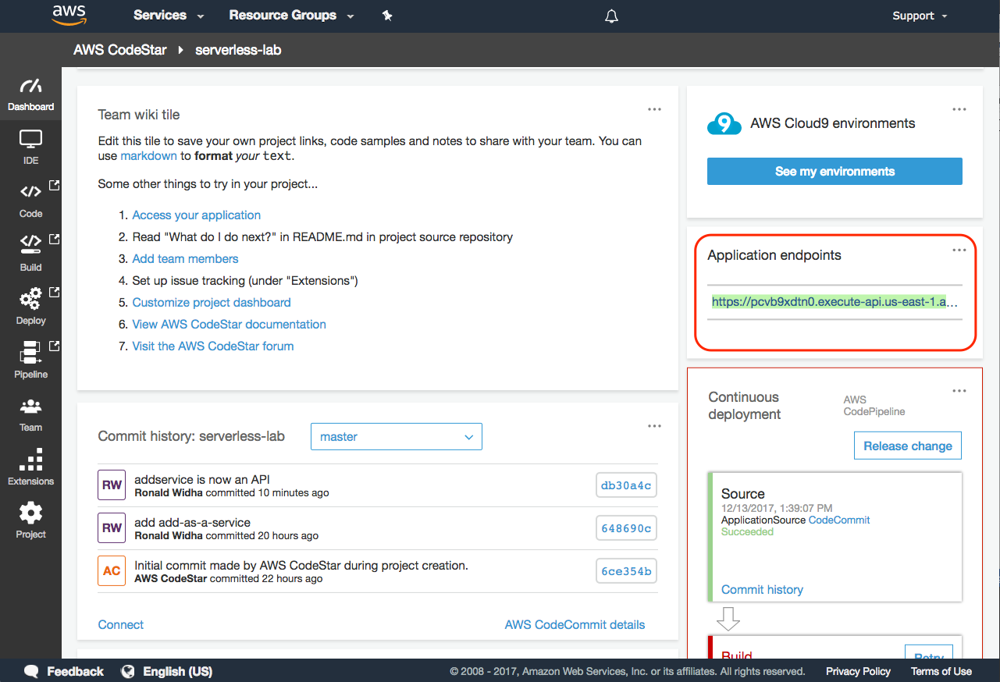 aws
Services
Resource Groups
Support
AWS CodeStar
serverless-lab
Dashboard
IDE
Code
Build
Deploy
Pipeline
Team
Extensions
Project
Team wiki tile
Edit this tile to save your own project links, code samples and notes to share with your team. You can
use markdown to format your text.
Some other things to try in your project...
1. Access your application
2. Read "What do I do next?" in README.md in project source repository
3. Add team members
4. Set up issue tracking (under "Extensions")
5. Customize project dashboard
6. View AWS CodeStar documentation
7. Visit the AWS CodeStar forum
Commit history: serverless-lab
master
RW
addservice is now an API
Ronald Widha committed 10 minutes ago
db30a4c
RW
add add-as-a-service
Ronald Widha committed 20 hours ago
648690c
AC
Initial commit made by AWS CodeStar during project creation.
AWS CodeStar committed 22 hours ago
6ce354b
Connect
AWS CodeCommit details
9
AWS Cloud9 environments
See my environments
Application endpoints
https://pcvb9xdtn0.execute-api.us-east-1.a...
Continuous
deployment
AWS
CodePipeline
Release change
Source
12/13/2017, 1:39:07 PM
ApplicationSource CodeCommit
Succeeded
Commit history
Build
Retry
Feedback
English (US)
© 2008 - 2017, Amazon Web Services, Inc. or its affiliates. All rights reserved.
Privacy Policy
Terms of Use